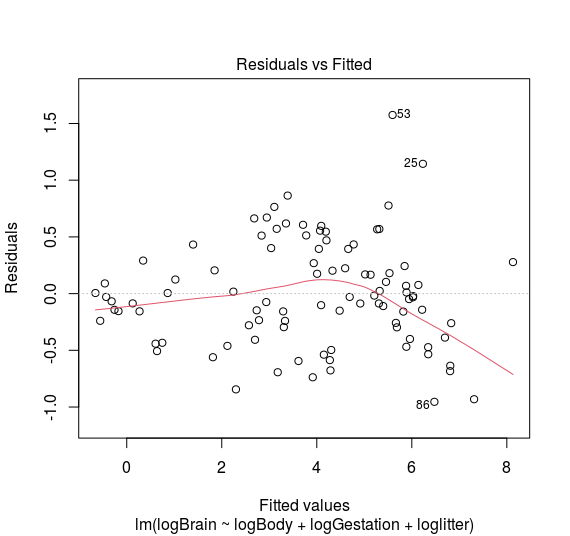 Residuals vs Fitted
Residuals
1.5
1.0
0.5
0.0
-0.5
-1.0
53
25
86
0 2 4 6 8
Fitted values
lm(logBrain ~ logBody + logGestation + loglitter)